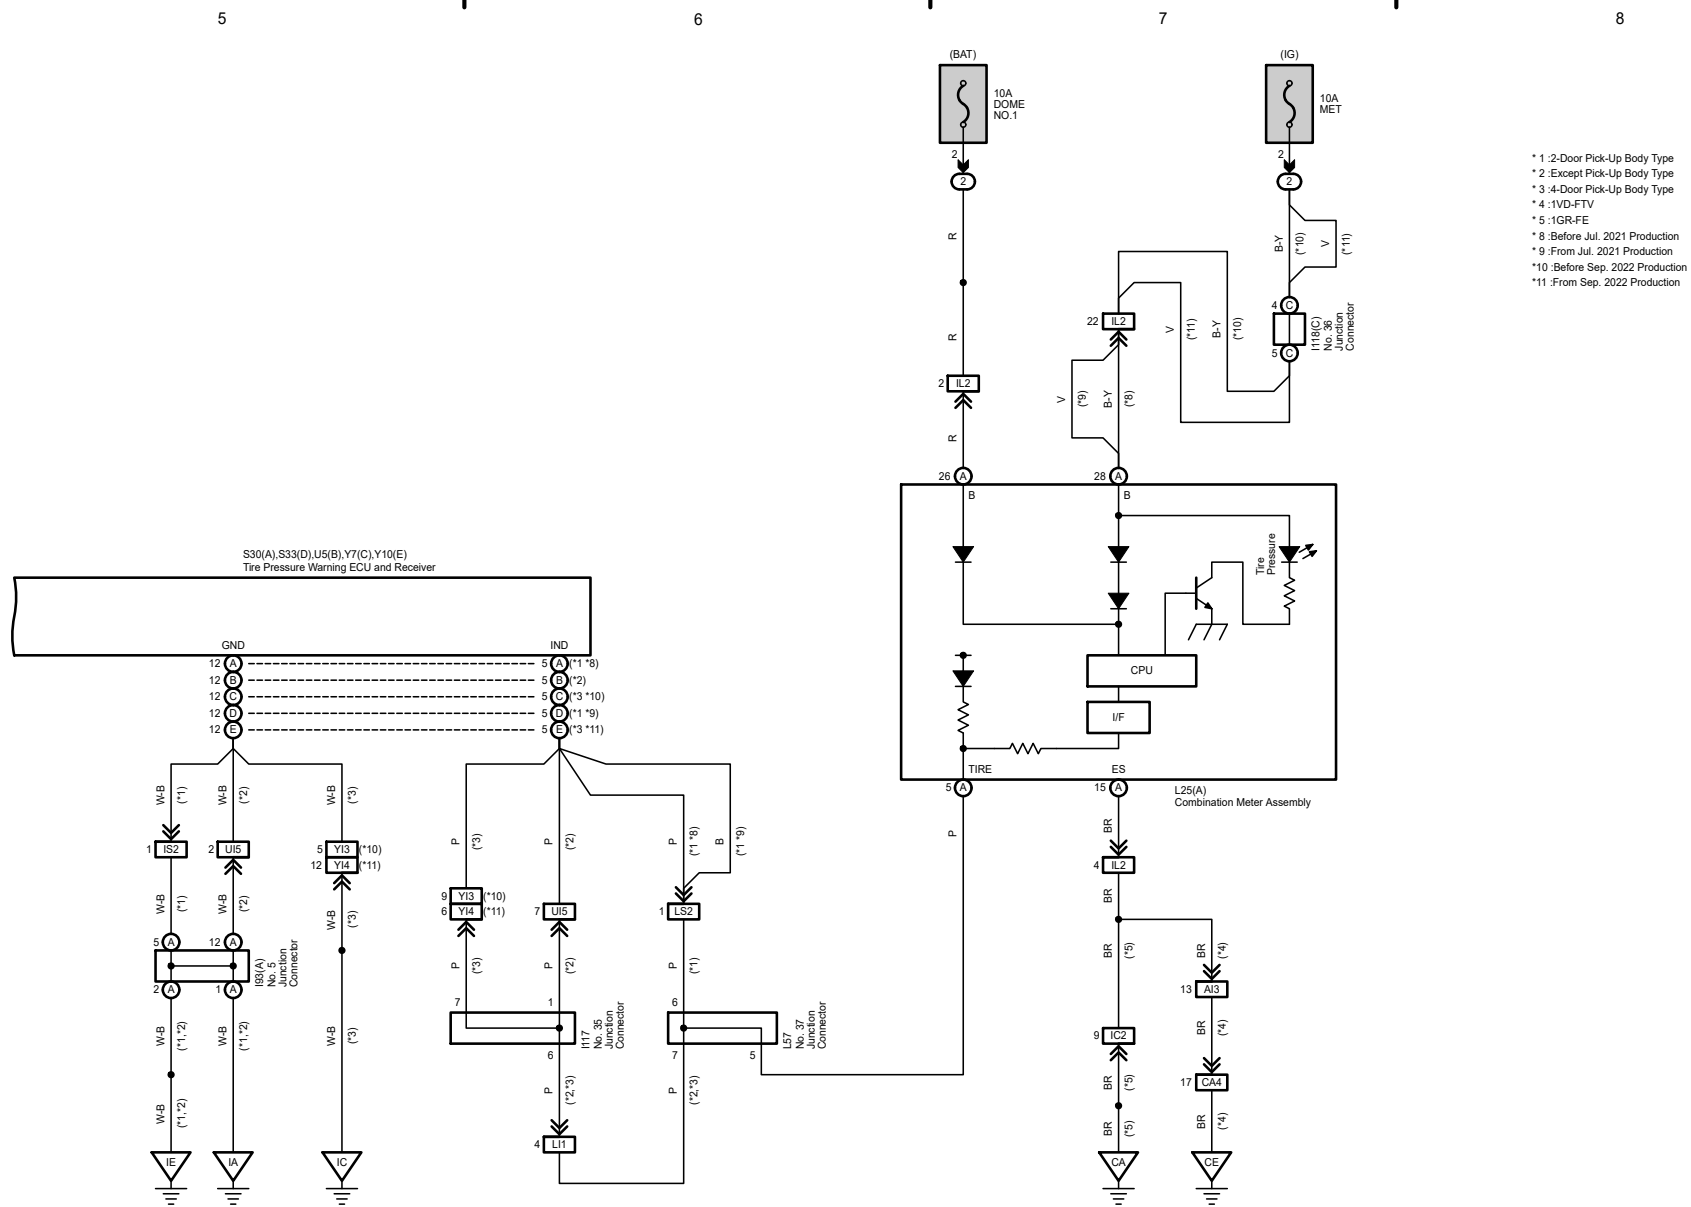 5
6
7
8
(BAT)
(IG)
10A
DOME
NO.1
10A
MET
2
2
2
2
* 1 :2-Door Pick-Up Body Type
* 2 :Except Pick-Up Body Type
* 3 :4-Door Pick-Up Body Type
* 4 :1VD-FTV
* 5 :1GR-FE
* 8 :Before Jul. 2021 Production
* 9 :From Jul. 2021 Production
*10 :Before Sep. 2022 Production
*11 :From Sep. 2022 Production
R
B-Y
(*10)
V
(*11)
4 C
5 C
I118(C)
No. 36
Junction
Connector
22 IL2
R
V
(*11)
B-Y
(*10)
2 IL2
V
(*9)
B-Y
(*8)
R
26 A
28 A
B
B
Tire
Pressure
CPU
I/F
TIRE
ES
5 A
15 A
L25(A)
Combination Meter Assembly
S30(A),S33(D),U5(B),Y7(C),Y10(E)
Tire Pressure Warning ECU and Receiver
GND
IND
12 A 5 A (*1 *8)
12 B 5 B (*2)
12 C 5 C (*3 *10)
12 D 5 D (*1 *9)
12 E 5 E (*3 *11)
W-B
(*1)
W-B
(*2)
W-B
(*3)
P
(*3)
P
(*2)
P
(*1 *8)
B
(*1 *9)
P
BR
1 IS2
2 UI5
5 YI3 (*10)
12 YI4 (*11)
9 YI3 (*10)
6 YI4 (*11)
7 UI5
1 LS2
4 IL2
W-B
(*1)
W-B
(*2)
W-B
(*3)
P
(*3)
P
(*2)
P
(*1)
BR
BR
(*5)
BR
(*4)
5 A
12 A
2 A
1 A
I93(A)
No. 5
Junction
Connector
13 AI3
7
1
6
I117
No. 35
Junction
Connector
6
7
5
L57
No. 37
Junction
Connector
W-B
(*1,*2)
W-B
(*1,*2)
W-B
(*3)
9 IC2
BR
(*4)
P
(*2,*3)
P
(*2,*3)
BR
(*5)
17 CA4
W-B
(*1,*2)
4 LI1
BR
(*5)
BR
(*4)
IE
IA
IC
CA
CE